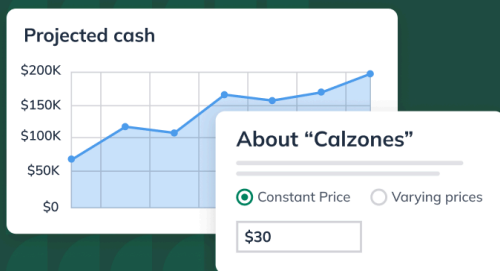 Projected cash
$200K
$150K
$100K
$50K
$0
About “Calzones”
Constant Price
Varying prices
$30